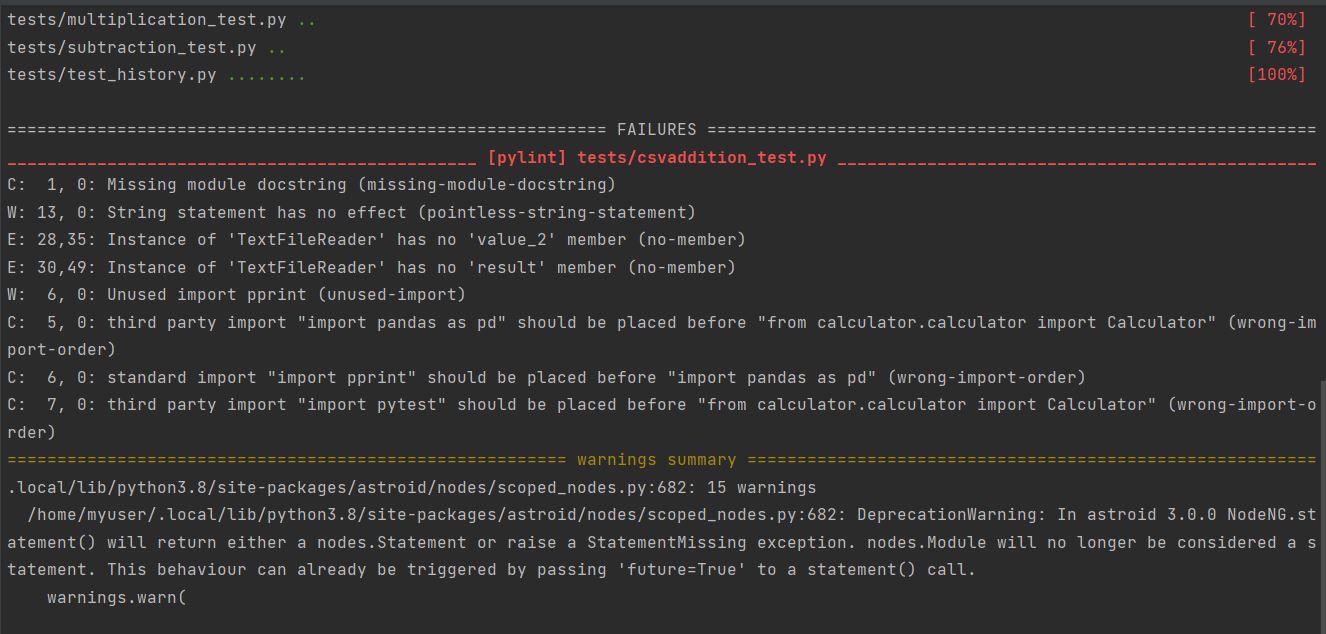 tests/multiplication_test.py .. [ 70%]
tests/subtraction_test.py .. [ 76%]
tests/test_history.py ........ [100%]
============================================================ FAILURES =============================================================
_______________________________________________ [pylint] tests/csvaddition_test.py ________________________________________________
C:  1, 0: Missing module docstring (missing-module-docstring)
W: 13, 0: String statement has no effect (pointless-string-statement)
E: 28,35: Instance of 'TextFileReader' has no 'value_2' member (no-member)
E: 30,49: Instance of 'TextFileReader' has no 'result' member (no-member)
W:  6, 0: Unused import pprint (unused-import)
C:  5, 0: third party import "import pandas as pd" should be placed before "from calculator.calculator import Calculator" (wrong-im
port-order)
C:  6, 0: standard import "import pprint" should be placed before "import pandas as pd" (wrong-import-order)
C:  7, 0: third party import "import pytest" should be placed before "from calculator.calculator import Calculator" (wrong-import-o
rder)
======================================================== warnings summary =========================================================
.local/lib/python3.8/site-packages/astroid/nodes/scoped_nodes.py:682: 15 warnings
  /home/myuser/.local/lib/python3.8/site-packages/astroid/nodes/scoped_nodes.py:682: DeprecationWarning: In astroid 3.0.0 NodeNG.st
atement() will return either a nodes.Statement or raise a StatementMissing exception. nodes.Module will no longer be considered a s
tatement. This behaviour can already be triggered by passing 'future=True' to a statement() call.
    warnings.warn(